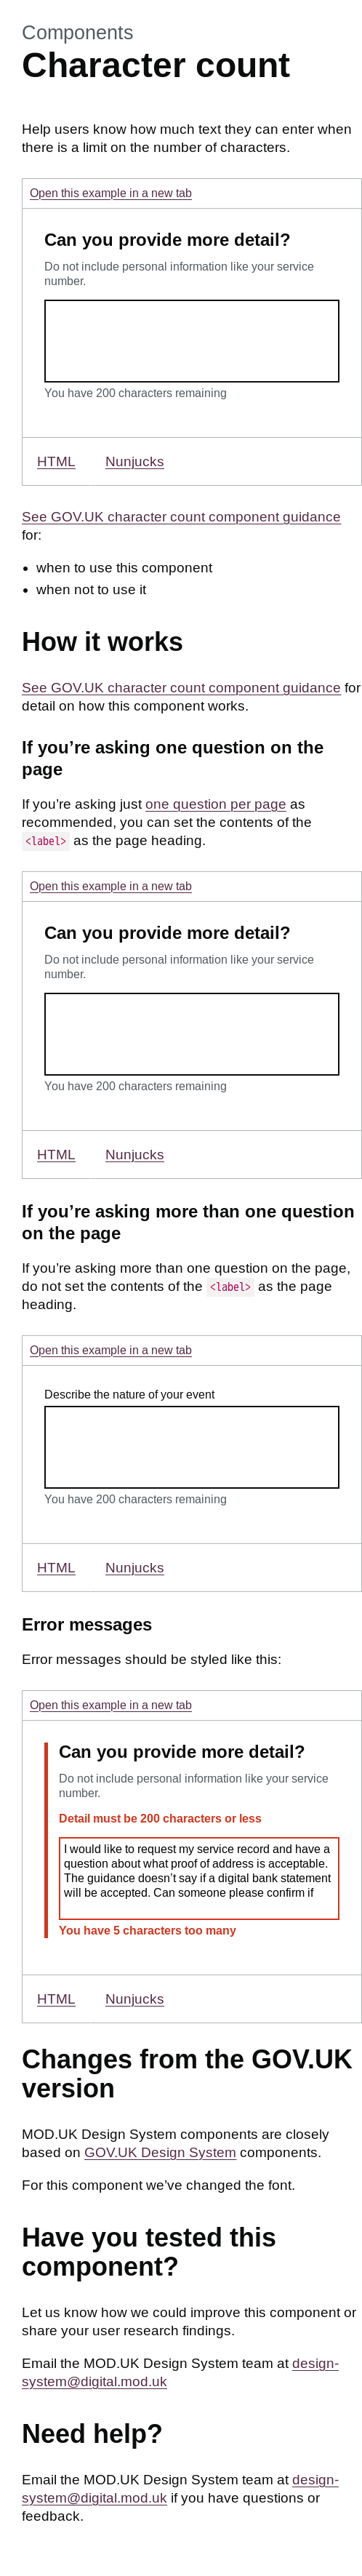 Components
Character count
Help users know how much text they can enter when
there is a limit on the number of characters.
Open this example in a new tab
Can you provide more detail?
Do not include personal information like your service
number.
You have 200 characters remaining
HTML Nunjucks
See GOV.UK character count component guidance
for:
• when to use this component
• when not to use it
How it works
See GOV.UK character count component guidance for
detail on how this component works.
If you’re asking one question on the
page
If you’re asking just one question per page as
recommended, you can set the contents of the
<label> as the page heading.
Open this example in a new tab
Can you provide more detail?
Do not include personal information like your service
number.
You have 200 characters remaining
HTML Nunjucks
If you’re asking more than one question
on the page
If you’re asking more than one question on the page,
do not set the contents of the <label> as the page
heading.
Open this example in a new tab
Describe the nature of your event
You have 200 characters remaining
HTML Nunjucks
Error messages
Error messages should be styled like this:
Open this example in a new tab
Can you provide more detail?
Do not include personal information like your service
number.
Detail must be 200 characters or less
I would like to request my service record and have a
question about what proof of address is acceptable.
The guidance doesn’t say if a digital bank statement
will be accepted. Can someone please confirm if
You have 5 characters too many
HTML Nunjucks
Changes from the GOV.UK
version
MOD.UK Design System components are closely
based on GOV.UK Design System components.
For this component we’ve changed the font.
Have you tested this
component?
Let us know how we could improve this component or
share your user research findings.
Email the MOD.UK Design System team at design-
system@digital.mod.uk
Need help?
Email the MOD.UK Design System team at design-
system@digital.mod.uk if you have questions or
feedback.